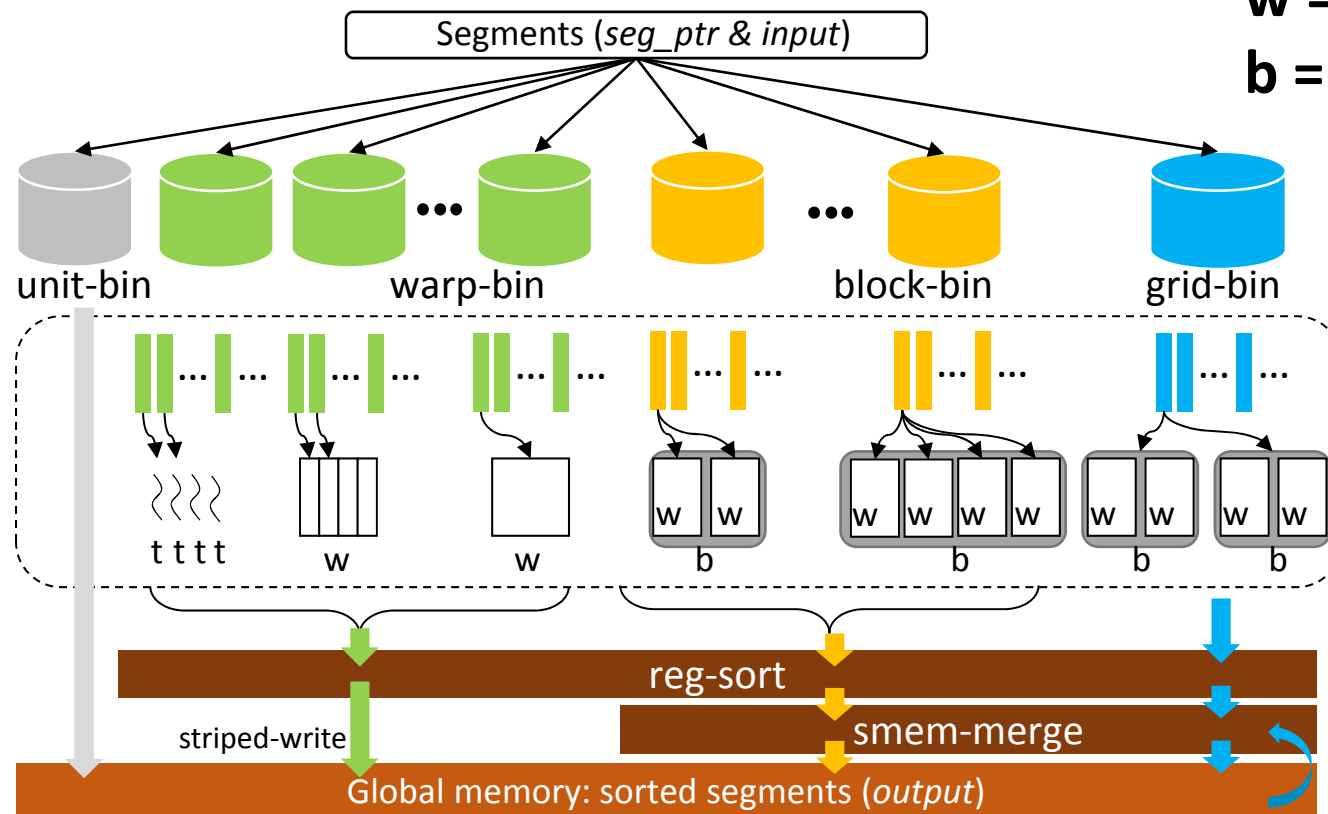 w =
b =
Segments (seg_ptr & input)
••• •••
unit-bin warp-bin block-bin grid-bin
... ... ... ... ... ... ... ... ... ... ... ...
w w w w w w w w w w
t t t t w w b b b b
reg-sort
striped-write smem-merge
Global memory: sorted segments (output)